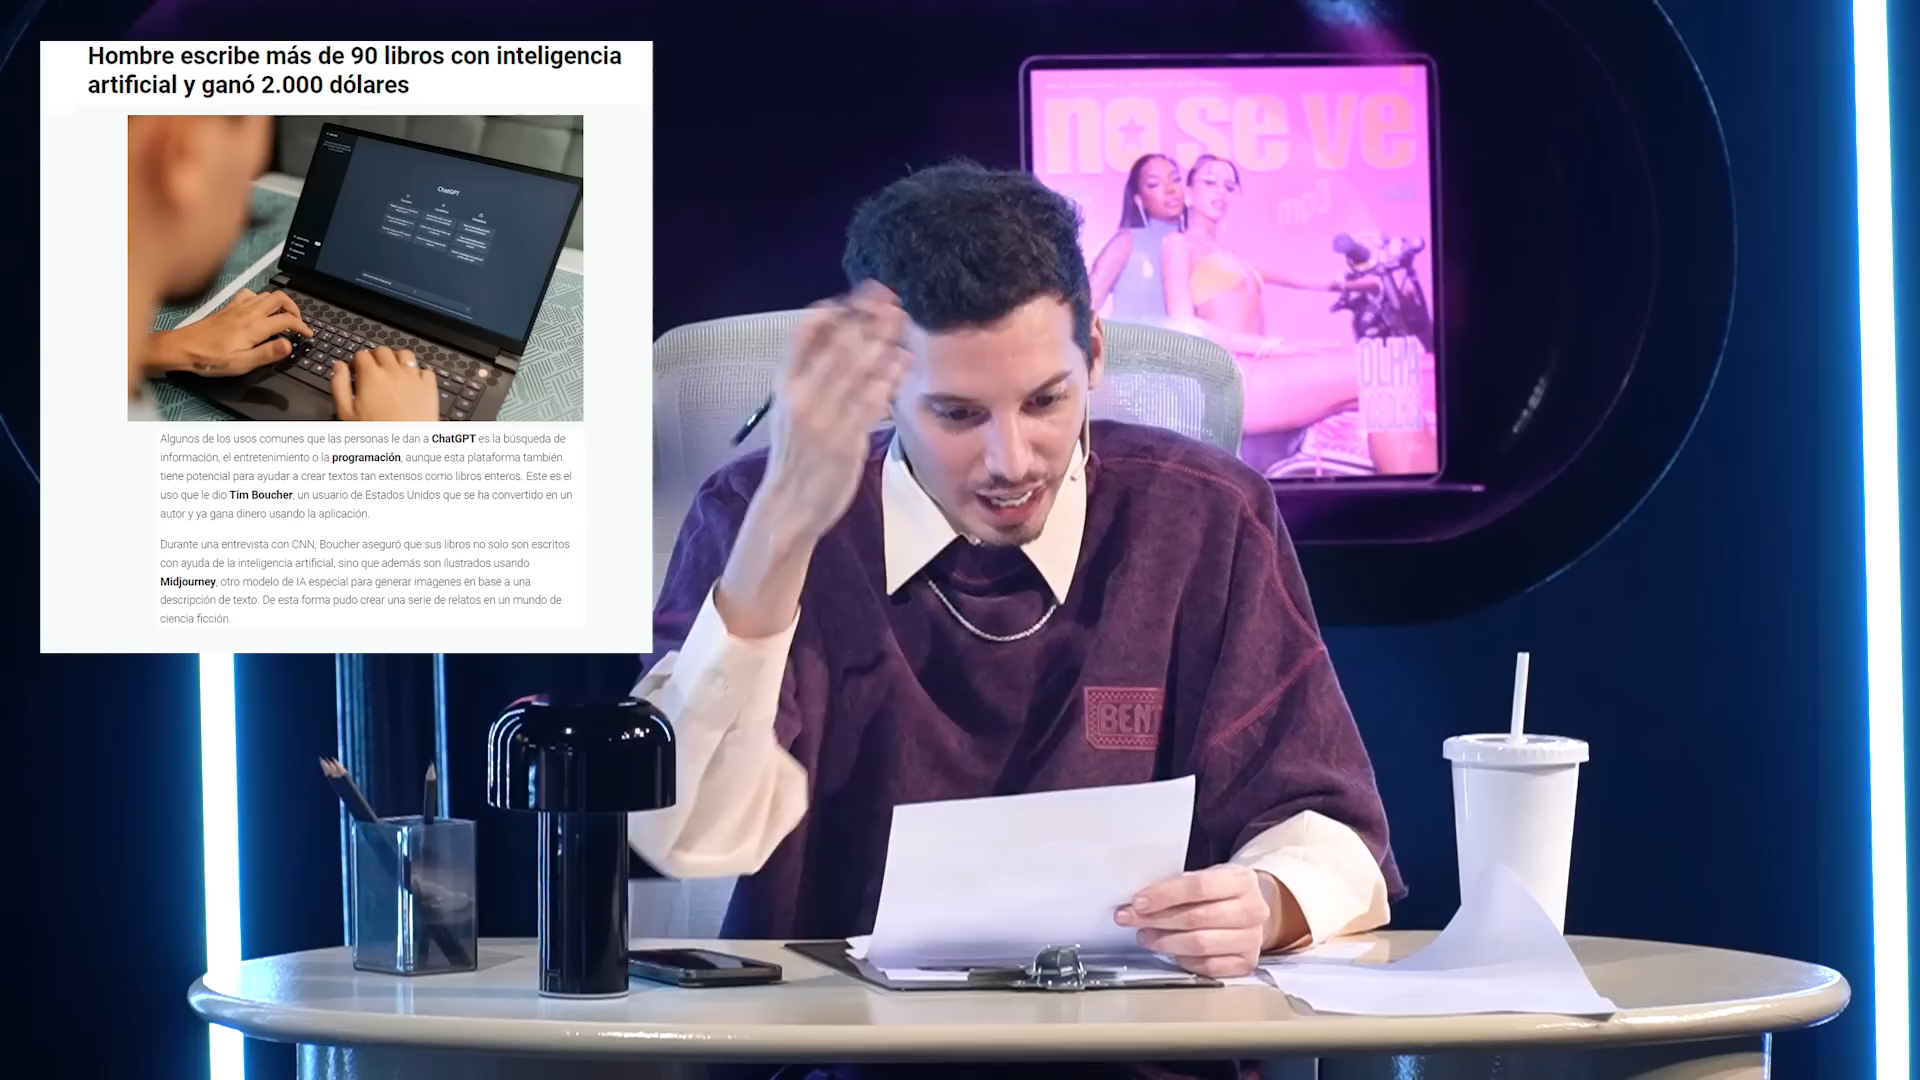 Hombre escribe más de 90 libros con inteligencia
artificial y ganó 2.000 dólares
ChatGPT
Algunos de los usos comunes que las personas le dan a ChatGPT es la búsqueda de
información, el entretenimiento o la programación, aunque esta plataforma también
tiene potencial para ayudar a crear textos tan extensos como libros enteros. Este es el
uso que le dio Tim Boucher, un usuario de Estados Unidos que se ha convertido en un
autor y ya gana dinero usando la aplicación.
Durante una entrevista con CNN, Boucher aseguró que sus libros no solo son escritos
con ayuda de la inteligencia artificial, sino que además son ilustrados usando
Midjourney, otro modelo de IA especial para generar imágenes en base a una
descripción de texto. De esta forma pudo crear una serie de relatos en un mundo de
ciencia ficción.
no se ve
mp3
BENT